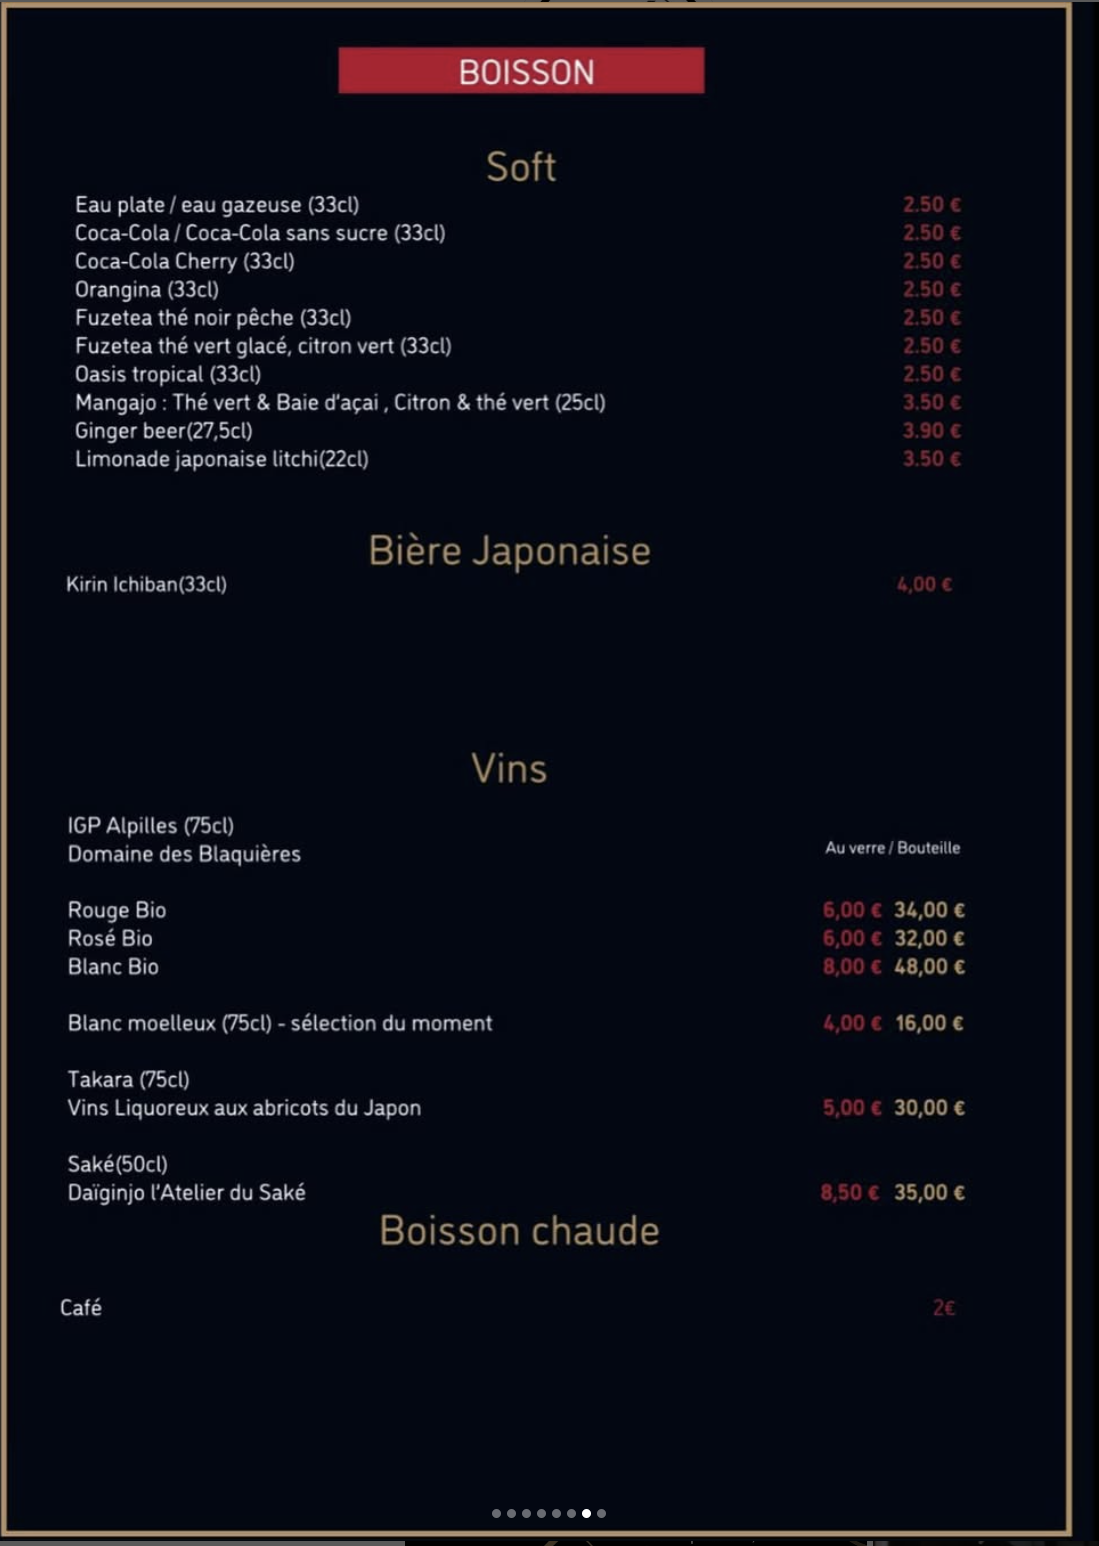 BOISSON
Soft
Eau plate / eau gazeuse (33cl) 2.50 €
Coca-Cola / Coca-Cola sans sucre (33cl) 2.50 €
Coca-Cola Cherry (33cl) 2.50 €
Orangina (33cl) 2.50 €
Fuzetea thé noir pêche (33cl) 2.50 €
Fuzetea thé vert glacé, citron vert (33cl) 2.50 €
Oasis tropical (33cl) 2.50 €
Mangajo : Thé vert & Baie d'açai , Citron & thé vert (25cl) 3.50 €
Ginger beer(27,5cl) 3.90 €
Limonade japonaise litchi(22cl) 3.50 €
Bière Japonaise
Kirin Ichiban(33cl) 4,00 €
Vins
IGP Alpilles (75cl)
Domaine des Blaquières Au verre / Bouteille
Rouge Bio 6,00 € 34,00 €
Rosé Bio 6,00 € 32,00 €
Blanc Bio 8,00 € 48,00 €
Blanc moelleux (75cl) - sélection du moment 4,00 € 16,00 €
Takara (75cl)
Vins Liquoreux aux abricots du Japon 5,00 € 30,00 €
Saké(50cl)
Daïginjo l'Atelier du Saké 8,50 € 35,00 €
Boisson chaude
Café 2€